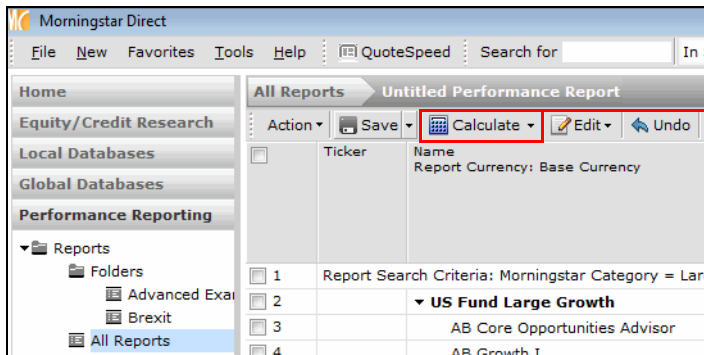 Morningstar Direct
File New Favorites Tools Help QuoteSpeed Search for In
Home
Equity/Credit Research
Local Databases
Global Databases
Performance Reporting
Reports
Folders
Advanced Exa
Brexit
All Reports
All Reports Untitled Performance Report
Action Save Calculate Edit Undo
Ticker Name
Report Currency: Base Currency
1 Report Search Criteria: Morningstar Category = Lar
2 US Fund Large Growth
3 AB Core Opportunities Advisor
4 AB Growth I